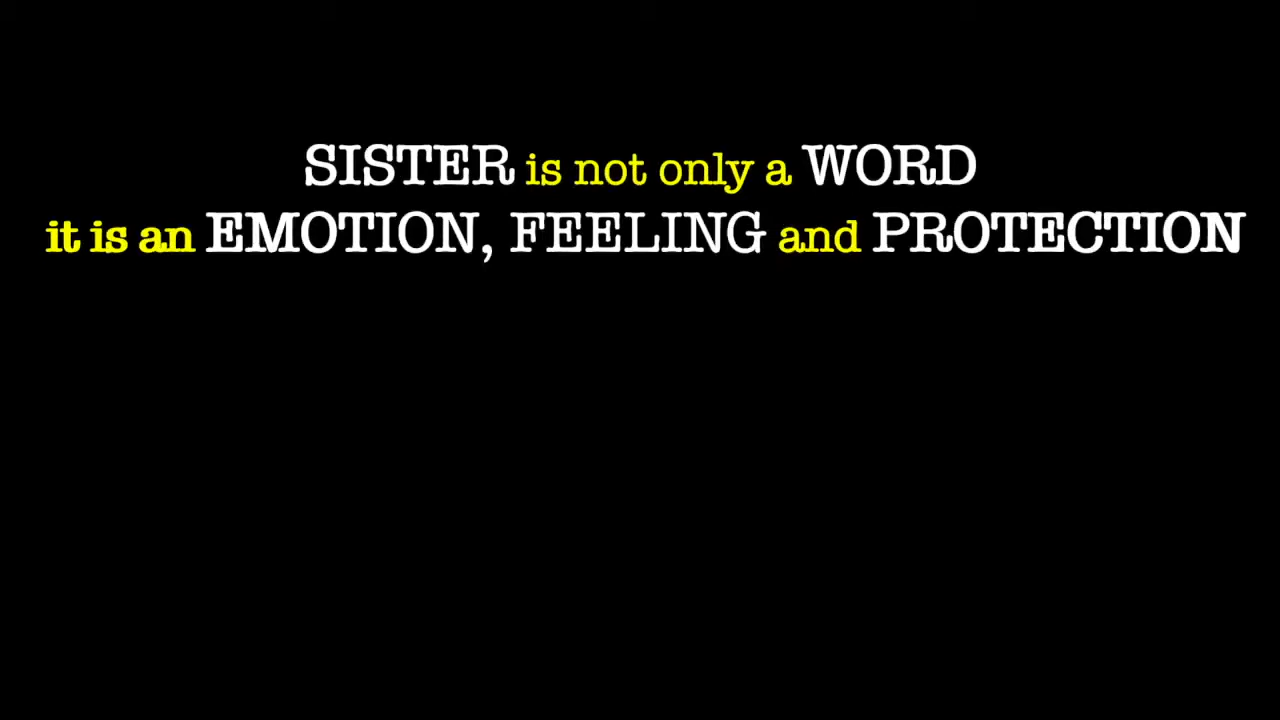 SISTER is not only a WORD
it is an EMOTION, FEELING and PROTECTION